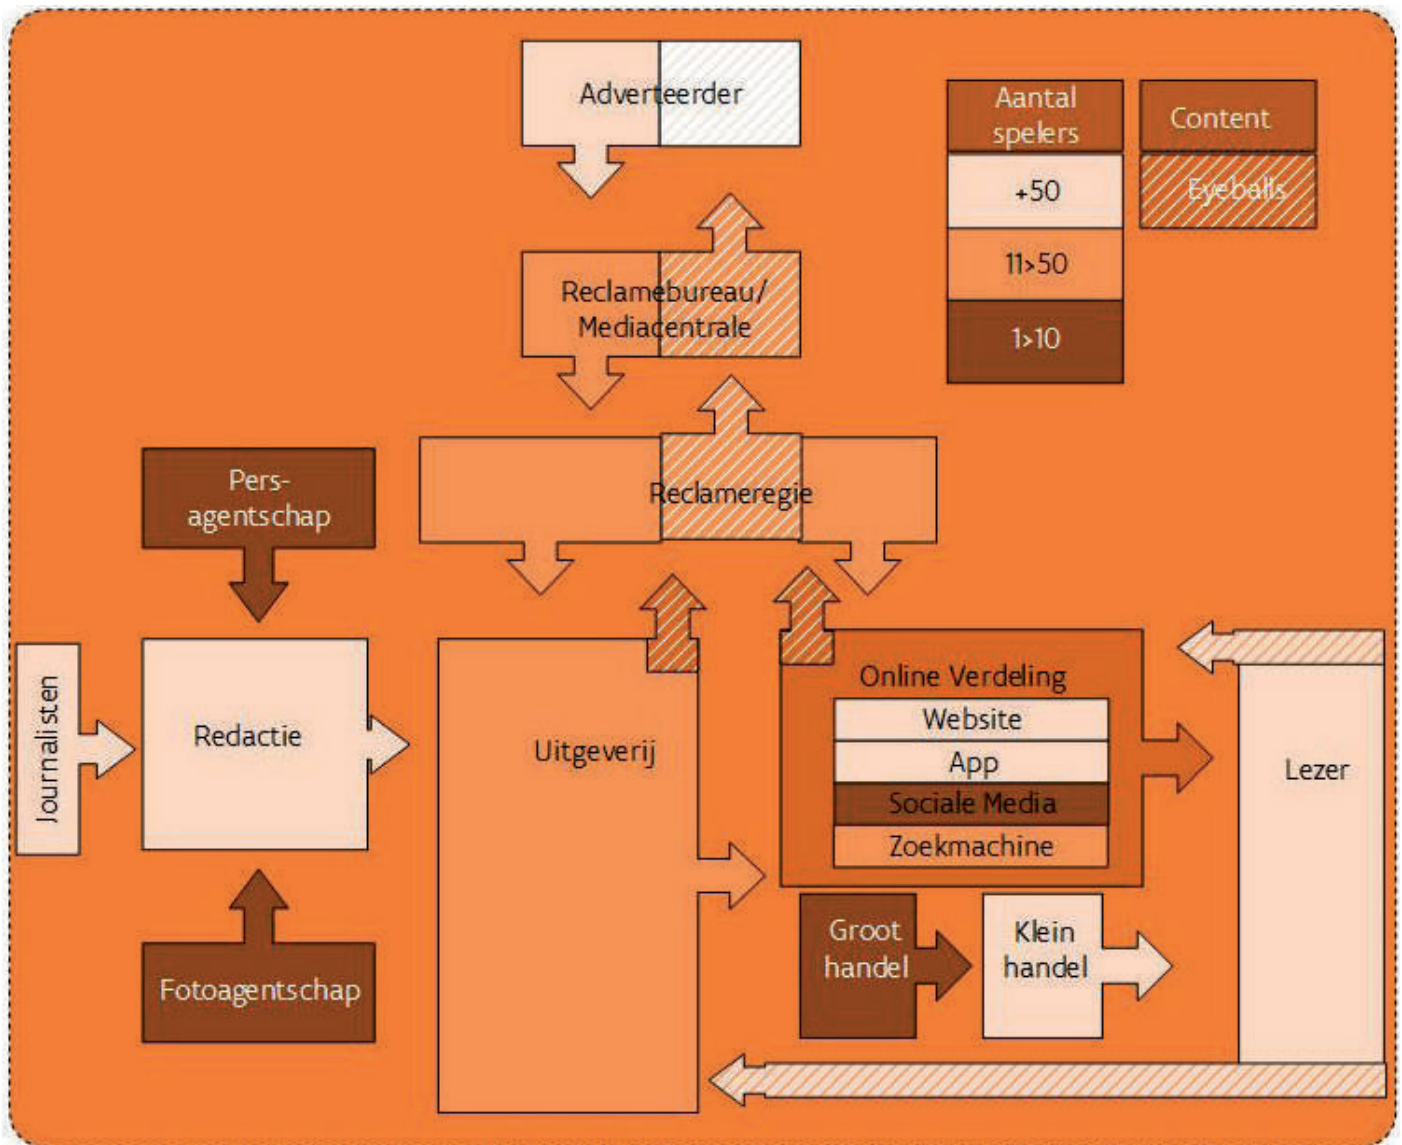 Adverteerder
Aantal
spelers
Content
+50
Eyeballs
11>50
1>10
Reclamebureau/
Mediacentrale
Pers-
agentschap
Reclameregie
Journalisten
Redactie
Uitgeverij
Online Verdeling
Website
App
Sociale Media
Zoekmachine
Lezer
Groot
handel
Klein
handel
Fotoagentschap